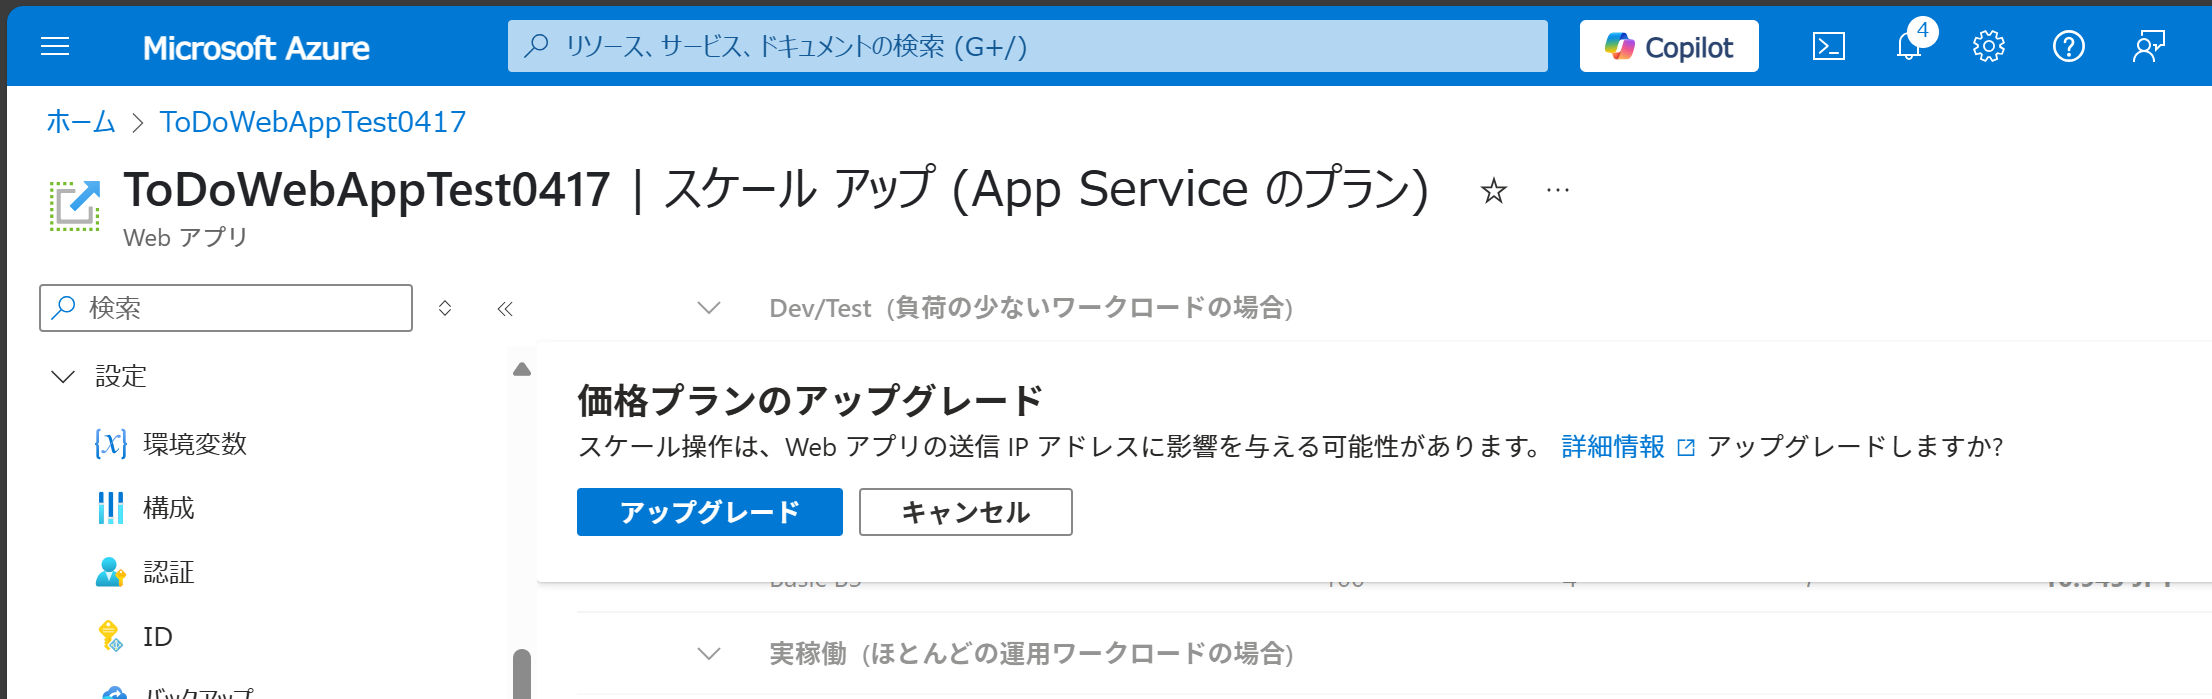 Microsoft Azure
リソース、サービス、ドキュメントの検索 (G+/)
Copilot
4
ホーム > ToDoWebAppTest0417
ToDoWebAppTest0417 | スケール アップ (App Service のプラン)
Web アプリ
検索
Dev/Test (負荷の少ないワークロードの場合)
設定
価格プランのアップグレード
スケール操作は、Web アプリの送信 IP アドレスに影響を与える可能性があります。 詳細情報 アップグレードしますか?
環境変数
アップグレード キャンセル
構成
認証
ID
実稼働 (ほとんどの運用ワークロードの場合)
バックアップ